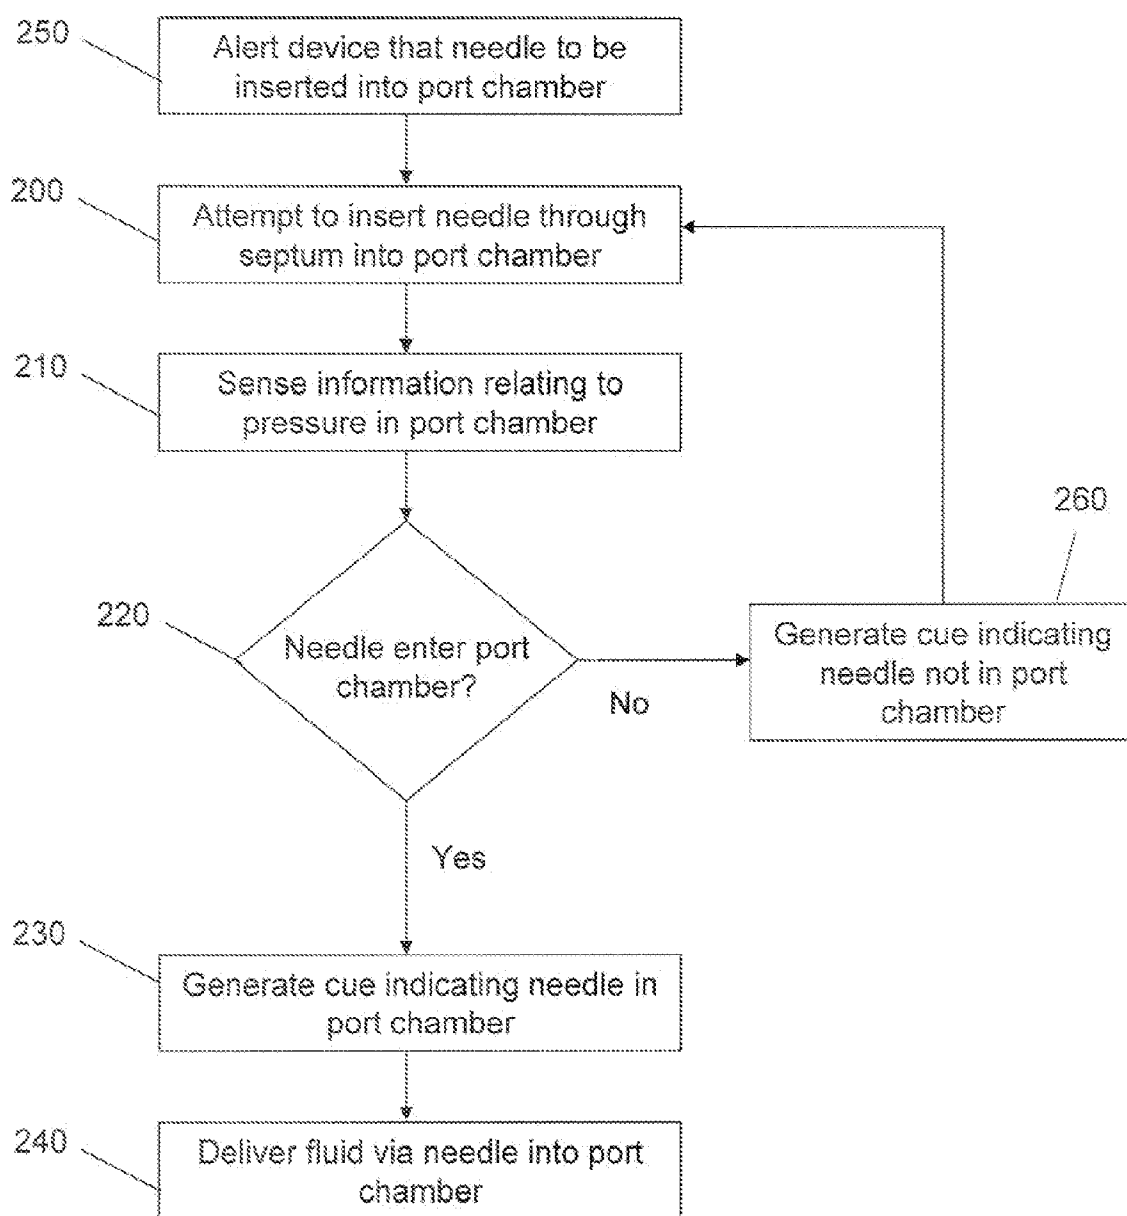 250
Alert device that needle to be
inserted into port chamber
200
Attempt to insert needle through
septum into port chamber
210
Sense information relating to
pressure in port chamber
220
Needle enter port
chamber?
No
260
Generate cue indicating
needle not in port
chamber
Yes
230
Generate cue indicating needle in
port chamber
240
Deliver fluid via needle into port
chamber